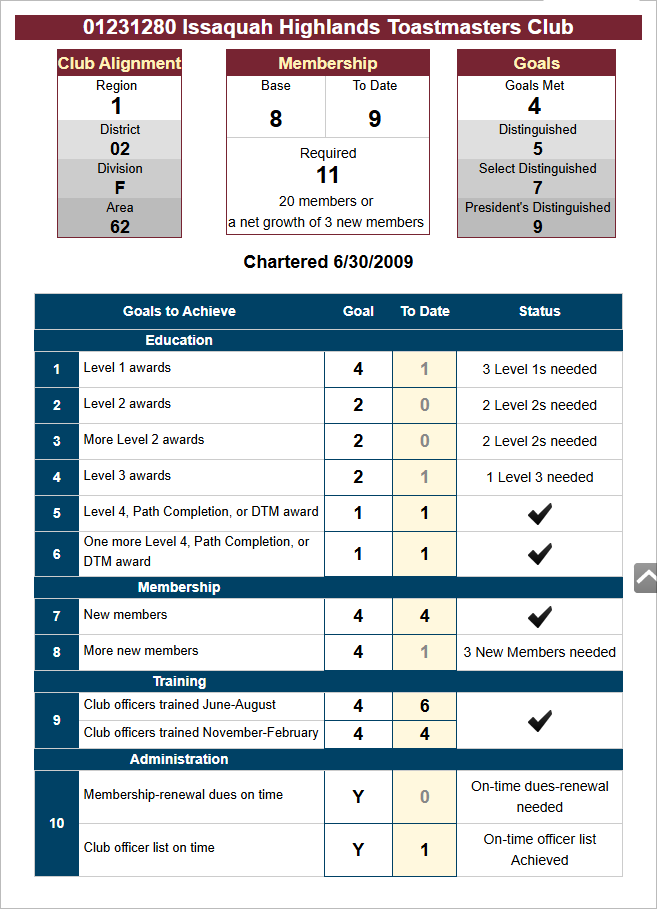 01231280 Issaquah Highlands Toastmasters Club
Club Alignment
Region
1
District
02
Division
F
Area
62
Membership
Base
To Date
8
9
Required
11
20 members or
a net growth of 3 new members
Goals
Goals Met
4
Distinguished
5
Select Distinguished
7
President's Distinguished
9
Chartered 6/30/2009
Goals to Achieve Goal To Date Status
Education
1 Level 1 awards 4 1 3 Level 1s needed
2 Level 2 awards 2 0 2 Level 2s needed
3 More Level 2 awards 2 0 2 Level 2s needed
4 Level 3 awards 2 1 1 Level 3 needed
5 Level 4, Path Completion, or DTM award 1 1
6 One more Level 4, Path Completion, or
DTM award 1 1
Membership
7 New members 4 4
8 More new members 4 1 3 New Members needed
Training
9 Club officers trained June-August 4 6
Club officers trained November-February 4 4
Administration
10 Membership-renewal dues on time Y 0 On-time dues-renewal
needed
Club officer list on time Y 1 On-time officer list
Achieved